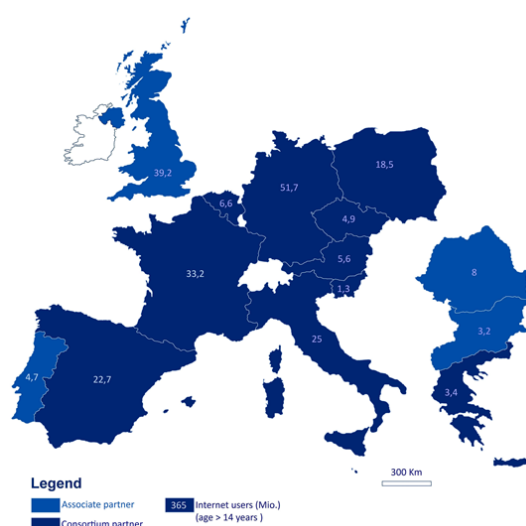 39,2
18,5
51,7
6,6
4,9
5,6
33,2
1,3
8
25
3,2
4,7
22,7
3,4
300 Km
Legend
Associate partner
365
Internet users (Mio.)
(age > 14 years )
Consortium partner